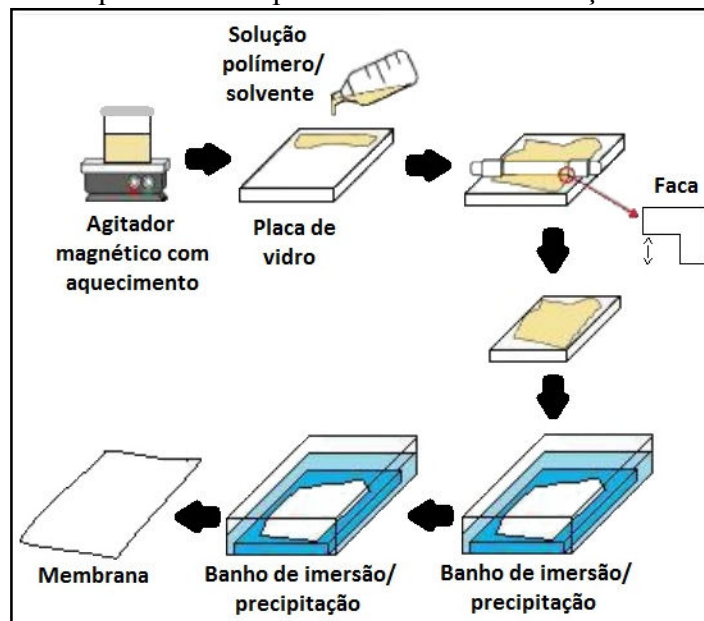 Solução
polímero/
solvente
Agitador
magnético com
aquecimento
Placa de
vidro
Faca
Membrana
Banho de imersão/
precipitação
Banho de imersão/
precipitação